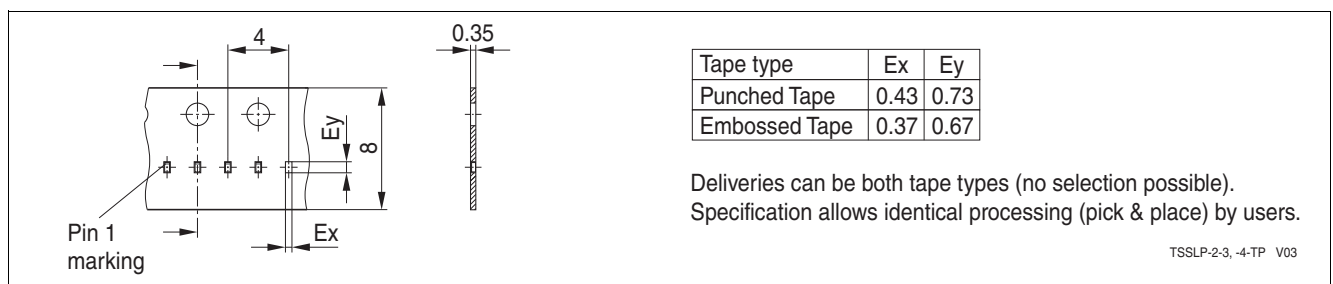 4
0.35
Ey
8
Pin 1
marking
Ex
Tape type Ex Ey
Punched Tape 0.43 0.73
Embossed Tape 0.37 0.67
Deliveries can be both tape types (no selection possible).
Specification allows identical processing (pick & place) by users.
TSSLP-2-3, -4-TP V03